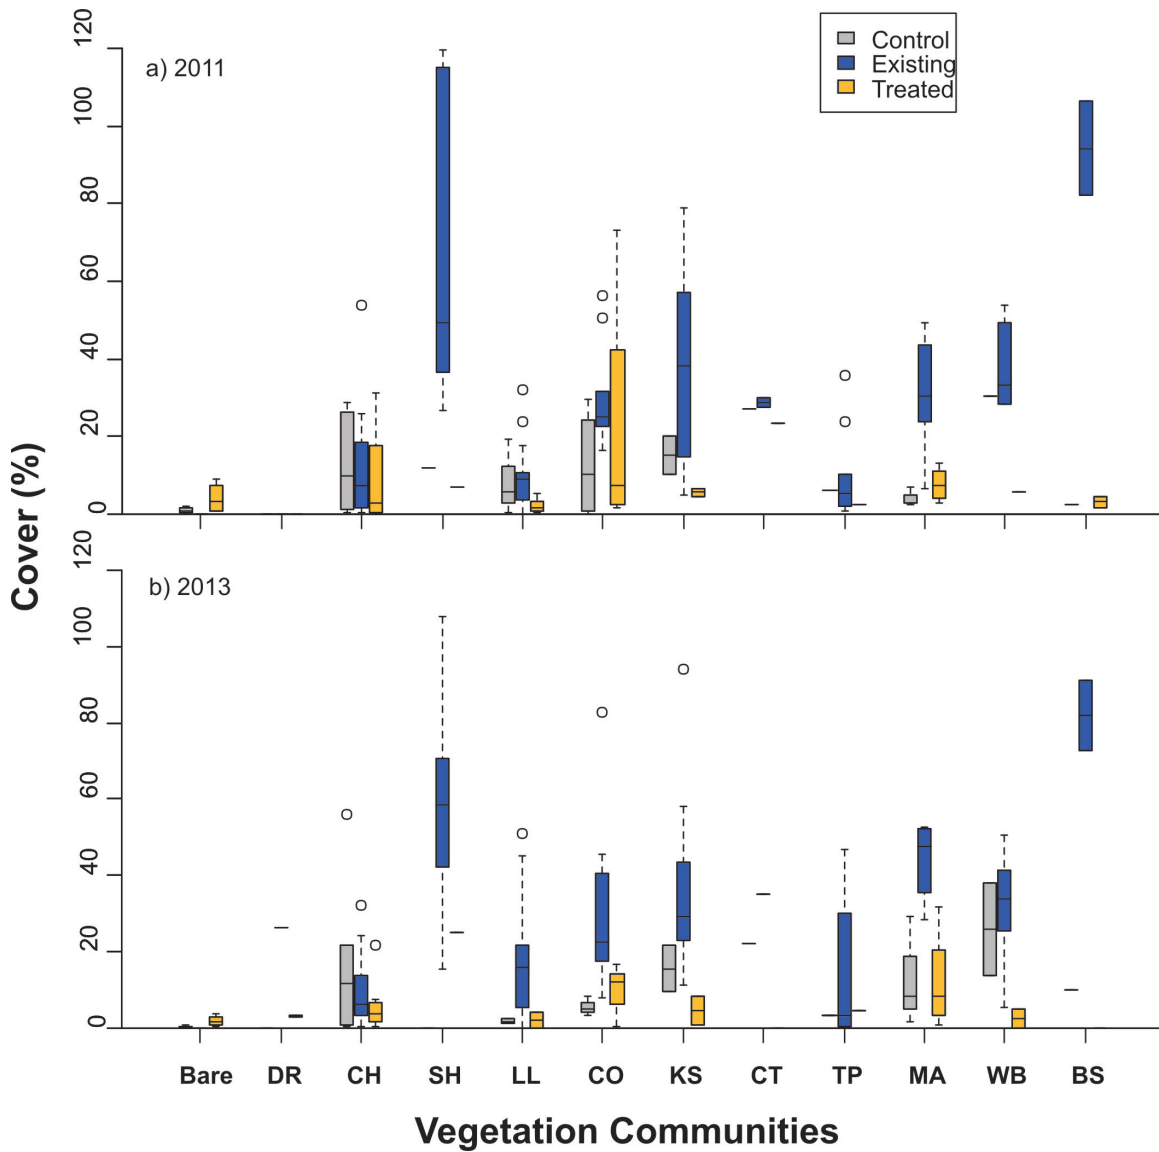 a) 2011
Control
Existing
Treated
120
100
80
60
40
20
0
Cover (%)
b) 2013
120
100
80
60
40
20
0
Bare DR CH SH LL CO KS CT TP MA WB BS
Vegetation Communities